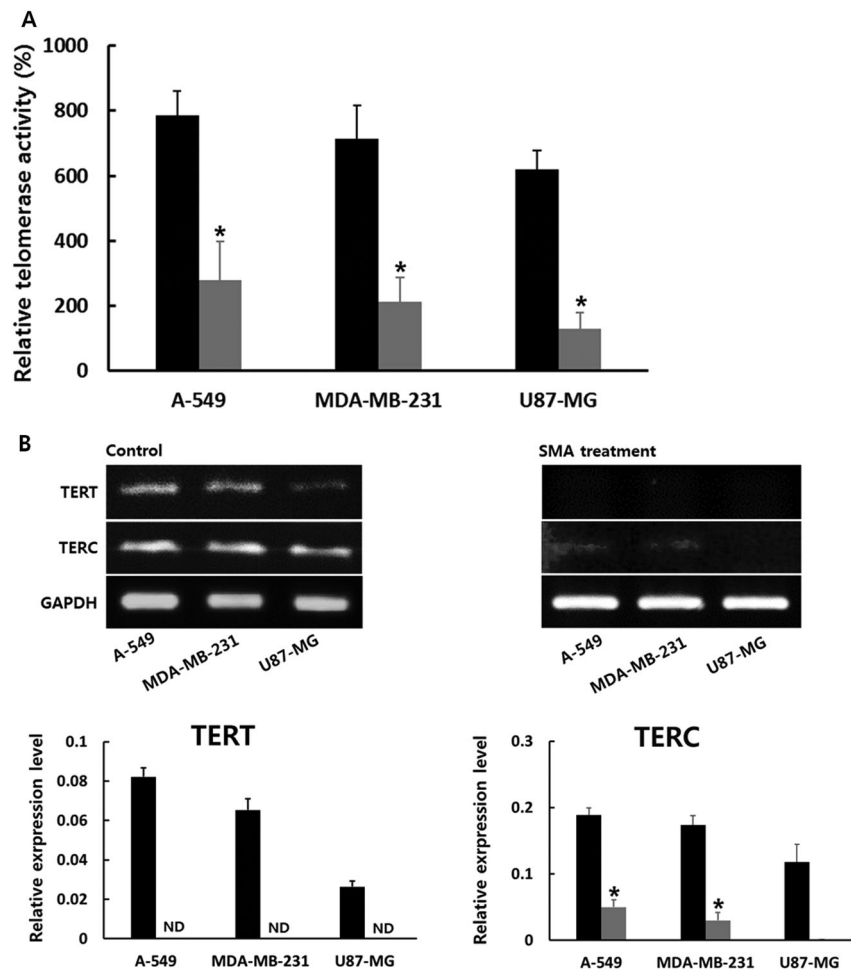 A
Relative telomerase activity (%)
1000
800
600
400
200
0
*
*
*
A-549
MDA-MB-231
U87-MG
B
Control
SMA treatment
TERT
TERC
GAPDH
A-549
MDA-MB-231
U87-MG
A-549
MDA-MB-231
U87-MG
TERT
Relative exrpression level
0.1
0.08
0.06
0.04
0.02
0
ND
ND
ND
A-549
MDA-MB-231
U87-MG
TERC
Relative exrpression level
0.3
0.2
0.1
0
*
*
A-549
MDA-MB-231
U87-MG